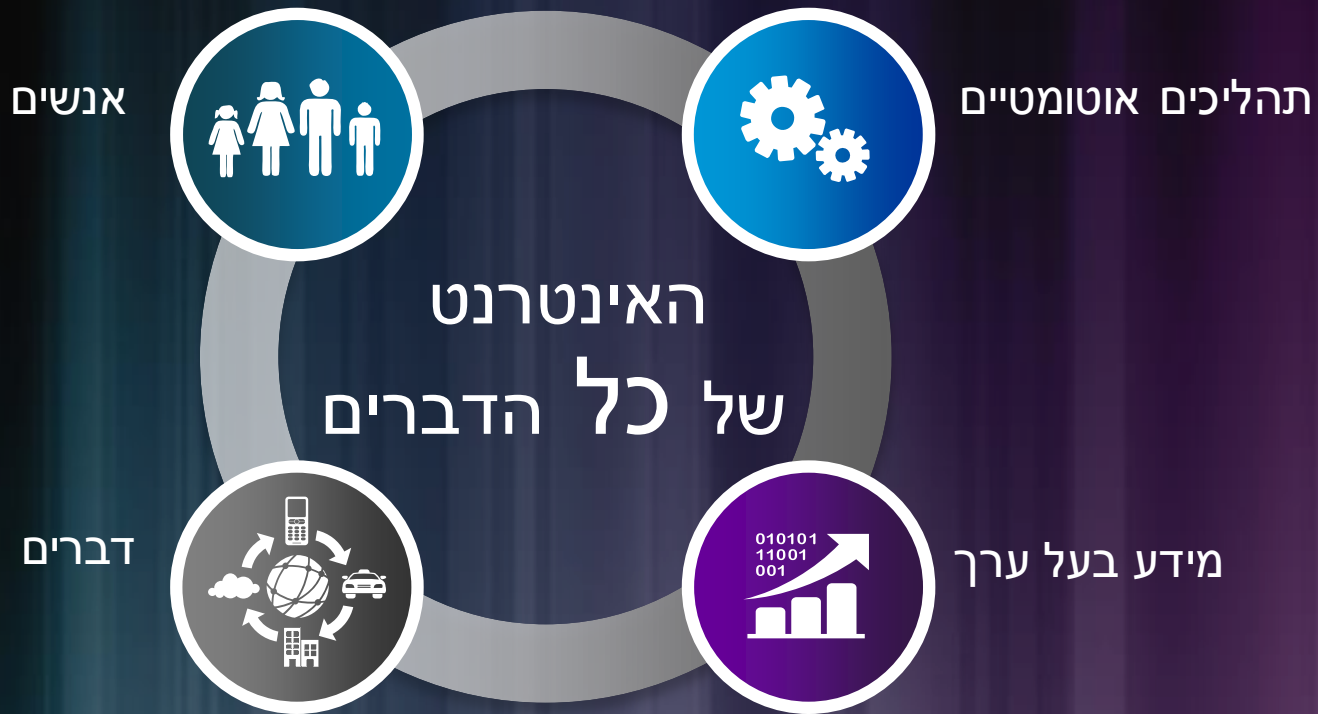 תהליכים אוטומטיים
אנשים
האינטרנט
של כל הדברים
010101
11001
001
מידע בעל ערך
דברים